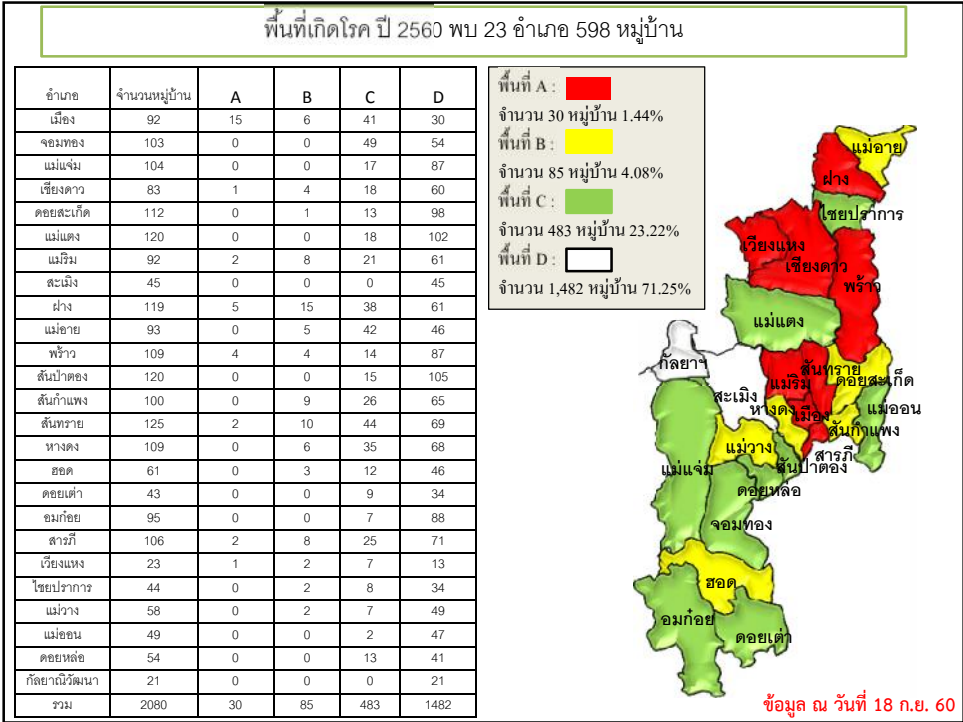 พื้นที่เกิดโรค ปี 2560 พบ 23 อำเภอ 598 หมู่บ้าน
อำเภอ จำนวนหมู่บ้าน A B C D
เมือง 92 15 6 41 30
จอมทอง 103 0 0 49 54
แม่แจ่ม 104 0 0 17 87
เชียงดาว 83 1 4 18 60
ดอยสะเก็ด 112 0 1 13 98
แม่แตง 120 0 0 18 102
แม่ริม 92 2 8 21 61
สะเมิง 45 0 0 0 45
ฝาง 119 5 15 38 61
แม่อาย 93 0 5 42 46
พร้าว 109 4 4 14 87
สันป่าตอง 120 0 0 15 105
สันกำแพง 100 0 9 26 65
สันทราย 125 2 10 44 69
หางดง 109 0 6 35 68
ฮอด 61 0 3 12 46
ดอยเต่า 43 0 0 9 34
อมก๋อย 95 0 0 7 88
สารภี 106 2 8 25 71
เวียงแหง 23 1 2 7 13
ไชยปราการ 44 0 2 8 34
แม่วาง 58 0 2 7 49
แม่ออน 49 0 0 2 47
ดอยหล่อ 54 0 0 13 41
กัลยาณิวัฒนา 21 0 0 0 21
รวม 2080 30 85 483 1482
พื้นที่ A :
จำนวน 30 หมู่บ้าน 1.44%
พื้นที่ B :
จำนวน 85 หมู่บ้าน 4.08%
พื้นที่ C :
จำนวน 483 หมู่บ้าน 23.22%
พื้นที่ D :
จำนวน 1,482 หมู่บ้าน 71.25%
แม่อาย
ฝาง
ไชยปราการ
เวียงแหง
เชียงดาว
พร้าว
แม่แตง
กัลยาฯ
สันทราย
แม่ริม
ดอยสะเก็ด
สะเมิง
หางดง
เมือง
แม่ออน
สันกำแพง
แม่วาง
สารภี
แม่แจ่ม
สันป่าตอง
ดอยหล่อ
จอมทอง
ฮอด
อมก๋อย
ดอยเต่า
ข้อมูล ณ วันที่ 18 ก.ย. 60